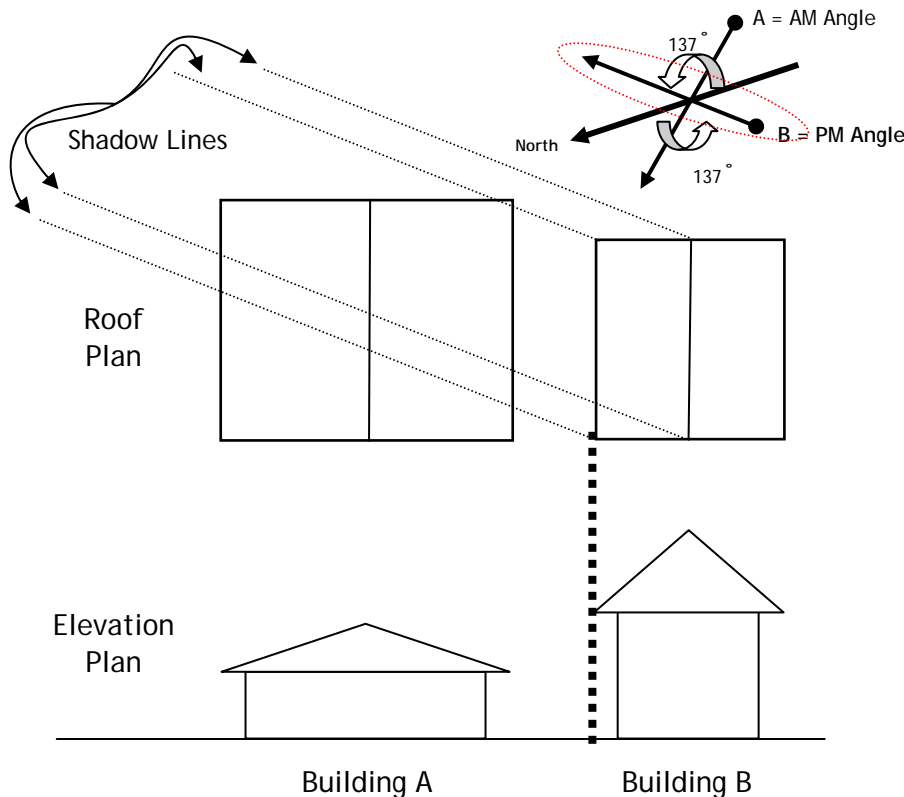 A = AM Angle
137°
B = PM Angle
North
137°
Shadow Lines
Roof
Plan
Elevation
Plan
Building A
Building B